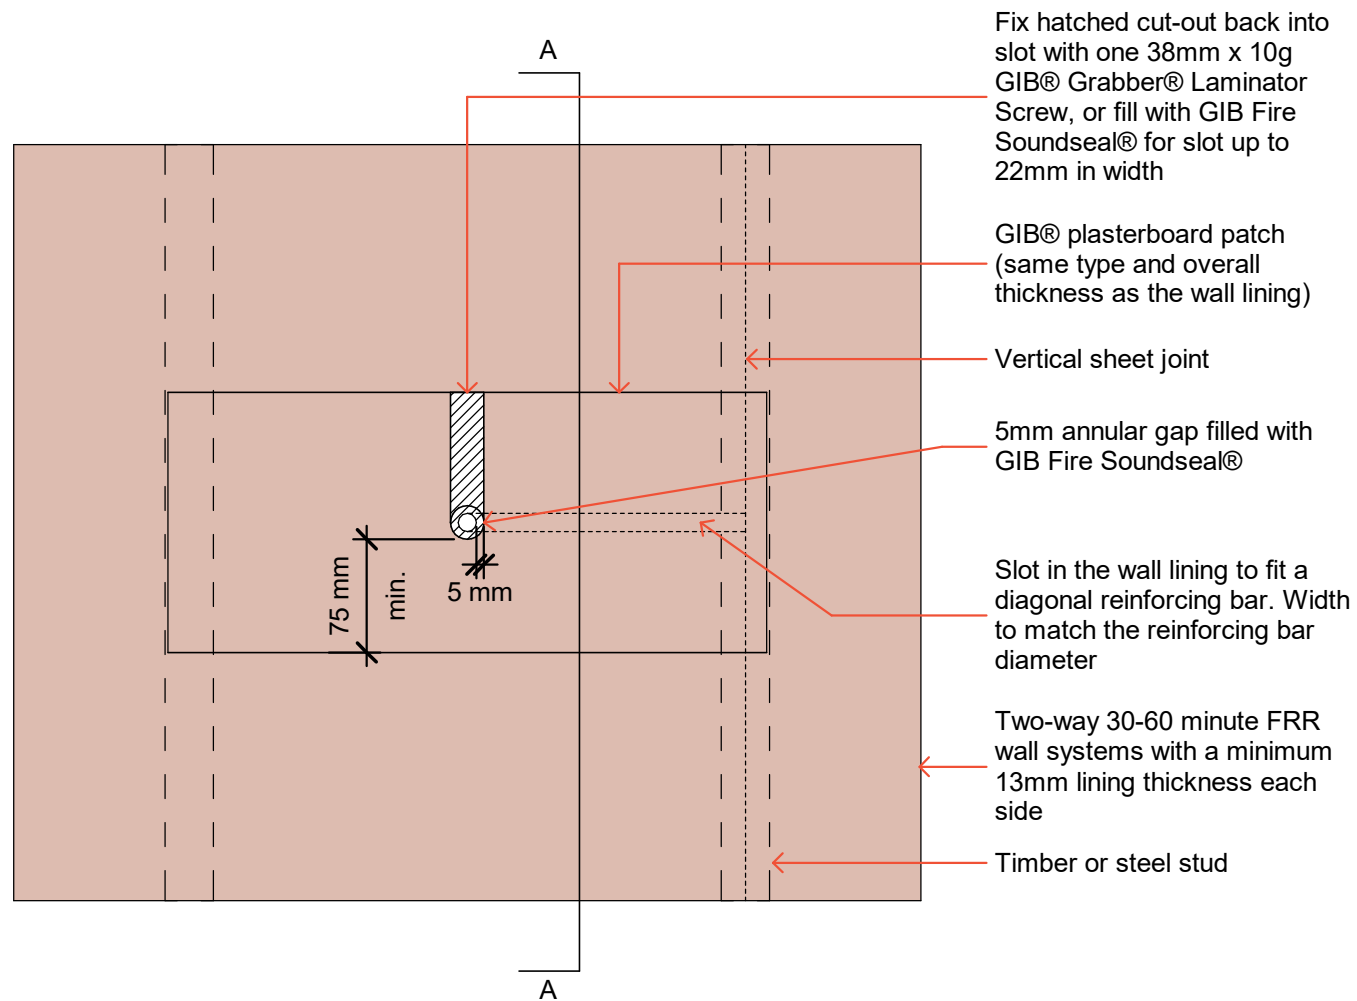 A
Fix hatched cut-out back into
slot with one 38mm x 10g
GIB® Grabber® Laminator
Screw, or fill with GIB Fire
Soundseal® for slot up to
22mm in width
GIB® plasterboard patch
(same type and overall
thickness as the wall lining)
Vertical sheet joint
5mm annular gap filled with
GIB Fire Soundseal®
75 mm
min.
5 mm
Slot in the wall lining to fit a
diagonal reinforcing bar. Width
to match the reinforcing bar
diameter
Two-way 30-60 minute FRR
wall systems with a minimum
13mm lining thickness each
side
Timber or steel stud
A